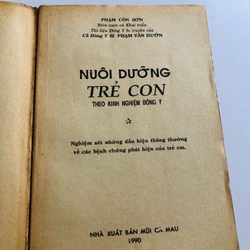 PHẠM CÔN SƠN
Biên soạn và Khai triển
Tài liệu Đông Y Bí truyền của
Cố Đông Y Sĩ PHẠM VĂN HƯỜN
NUÔI DƯỠNG
TRẺ CON
THEO KINH NGHIỆM ĐÔNG Y
Nghiệm xét những dấu hiệu thông thường
về các bệnh chứng phát hiện của trẻ em.
NHÀ XUẤT BẢN MŨI CÀ MAU
1990